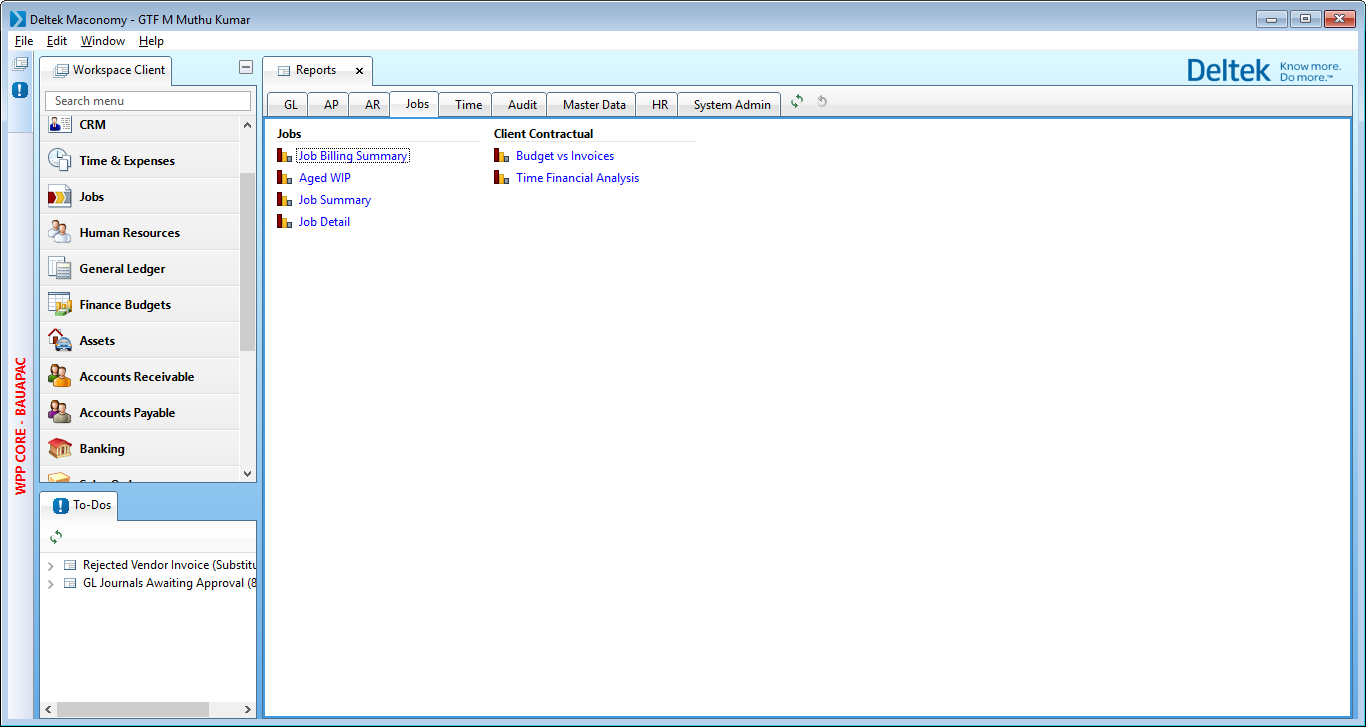 Deltek Maconomy - GTF M Muthu Kumar
File Edit Window Help
Workspace Client
Reports
Deltek Know more. Do more.™
Search menu
GL AP AR Jobs Time Audit Master Data HR System Admin
CRM
Time & Expenses
Jobs
Human Resources
General Ledger
Finance Budgets
Assets
Accounts Receivable
Accounts Payable
Banking
Jobs
Job Billing Summary
Aged WIP
Job Summary
Job Detail
Client Contractual
Budget vs Invoices
Time Financial Analysis
WPP CORE - BAUAPAC
To-Dos
Rejected Vendor Invoice (Substitu
GL Journals Awaiting Approval (8